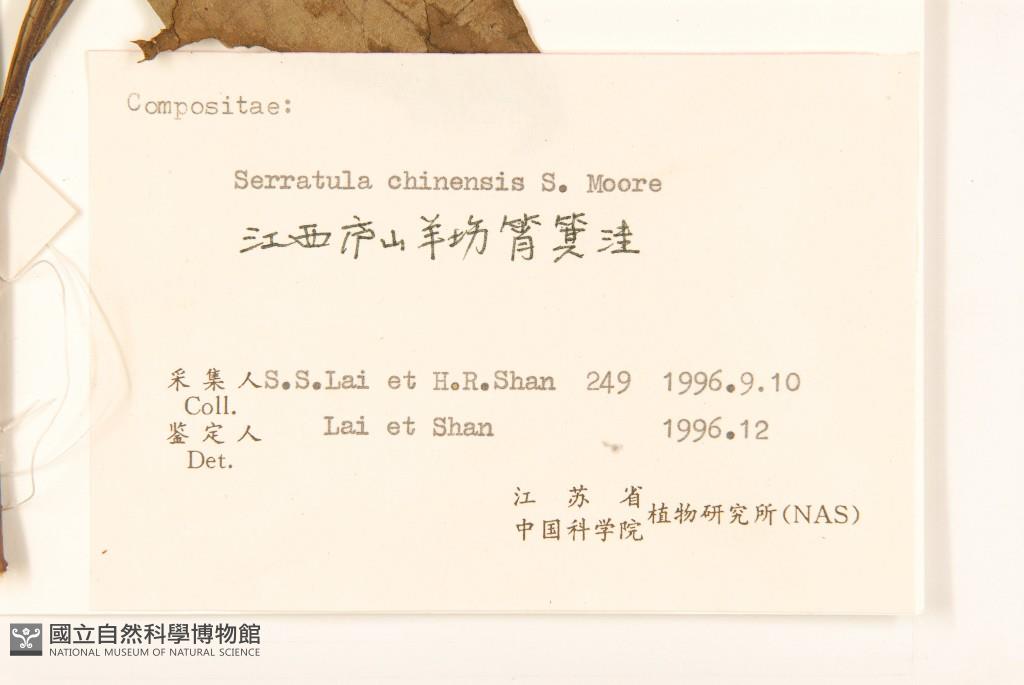 Compositae:
Serratula chinensis S. Moore
江西庐山羊场筲箕洼
采集人 S.S.Lai et H.R.Shan 249 1996.9.10
Coll.
鉴定人 Lai et Shan 1996.12
Det.
江苏省
中国科学院 植物研究所(NAS)
國立自然科學博物館
NATIONAL MUSEUM OF NATURAL SCIENCE